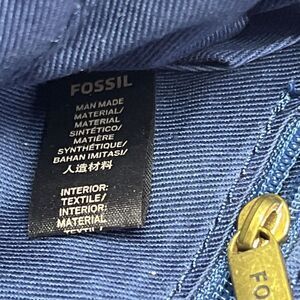 FOSSIL
MAN MADE
MATERIAL/
MATERIAL
SINTÉTICO/
MATIÈRE
SYNTHÉTIQUE/
BAHAN IMITASI/
人造材料
INTERIOR:
TEXTILE/
INTERIOR:
MATERIAL
TEXTIL/
FO